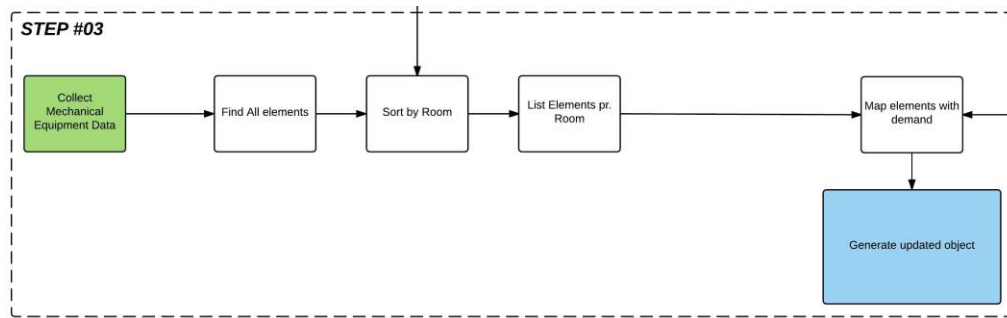 STEP #03
Collect
Mechanical
Equipment Data
Find All elements
Sort by Room
List Elements pr.
Room
Map elements with
demand
Generate updated object